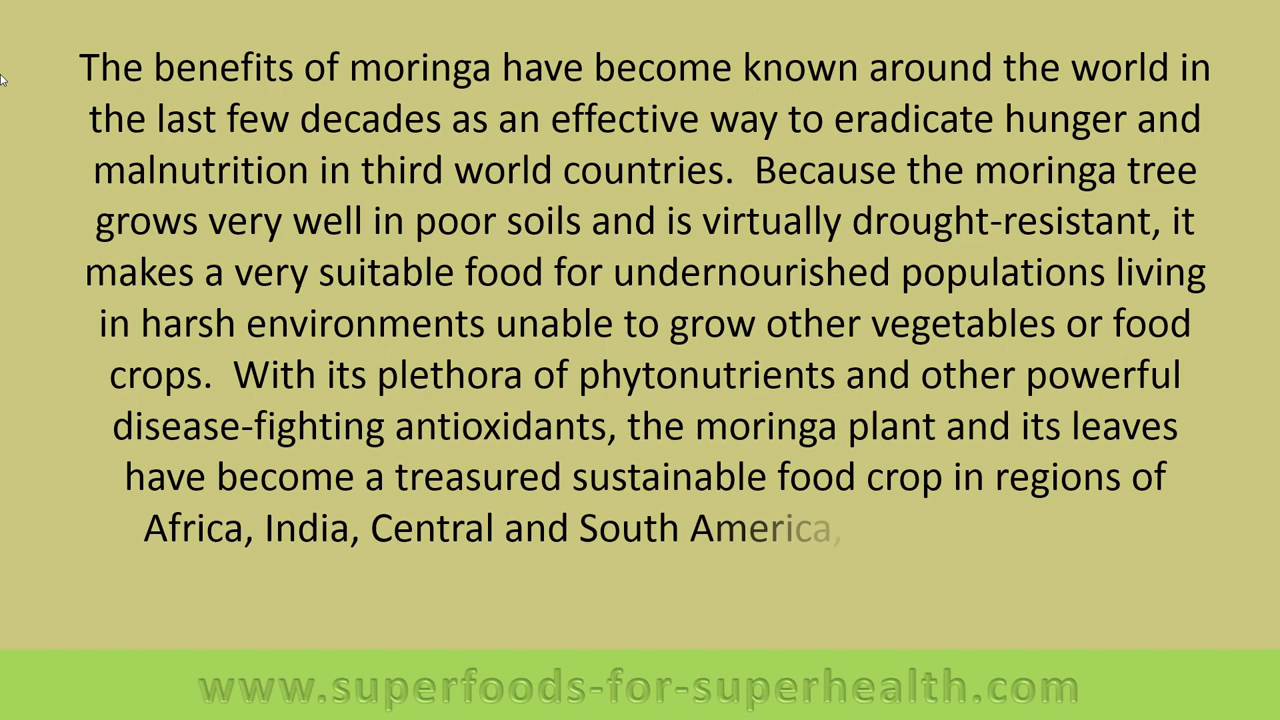 The benefits of moringa have become known around the world in
the last few decades as an effective way to eradicate hunger and
malnutrition in third world countries.  Because the moringa tree
grows very well in poor soils and is virtually drought-resistant, it
makes a very suitable food for undernourished populations living
in harsh environments unable to grow other vegetables or food
crops.  With its plethora of phytonutrients and other powerful
disease-fighting antioxidants, the moringa plant and its leaves
have become a treasured sustainable food crop in regions of
Africa, India, Central and South America,
www.superfoods-for-superhealth.com